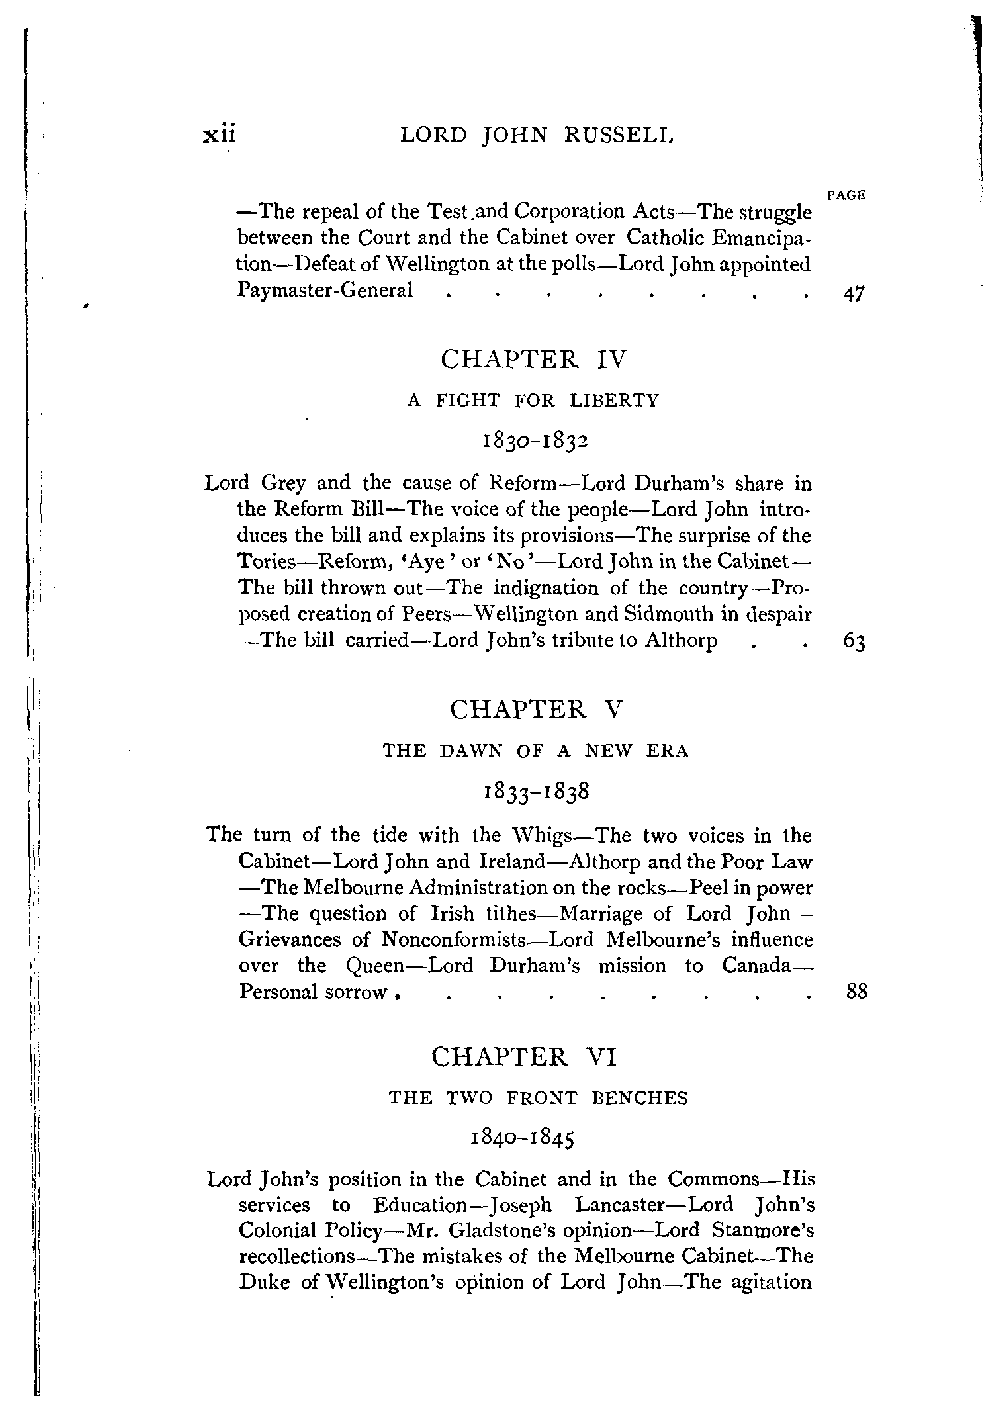 xii LORD JOHN RUSSELL
PAGE
—The repeal of the Test and Corporation Acts—The struggle
between the Court and the Cabinet over Catholic Emancipa-
tion—Defeat of Wellington at the polls—Lord John appointed
Paymaster-General . . . . . . . . 47
CHAPTER IV
A FIGHT FOR LIBERTY
1830–1832
Lord Grey and the cause of Reform—Lord Durham's share in
the Reform Bill—The voice of the people—Lord John intro-
duces the bill and explains its provisions—The surprise of the
Tories—Reform, 'Aye' or 'No'—Lord John in the Cabinet—
The bill thrown out—The indignation of the country—Pro-
posed creation of Peers—Wellington and Sidmouth in despair
—The bill carried—Lord John's tribute to Althorp . . 63
CHAPTER V
THE DAWN OF A NEW ERA
1833–1838
The turn of the tide with the Whigs—The two voices in the
Cabinet—Lord John and Ireland—Althorp and the Poor Law
—The Melbourne Administration on the rocks—Peel in power
—The question of Irish tithes—Marriage of Lord John —
Grievances of Nonconformists—Lord Melbourne's influence
over the Queen—Lord Durham's mission to Canada—
Personal sorrow . . . . . . . . . 88
CHAPTER VI
THE TWO FRONT BENCHES
1840–1845
Lord John's position in the Cabinet and in the Commons—His
services to Education—Joseph Lancaster—Lord John's
Colonial Policy—Mr. Gladstone's opinion—Lord Stanmore's
recollections—The mistakes of the Melbourne Cabinet—The
Duke of Wellington's opinion of Lord John—The agitation